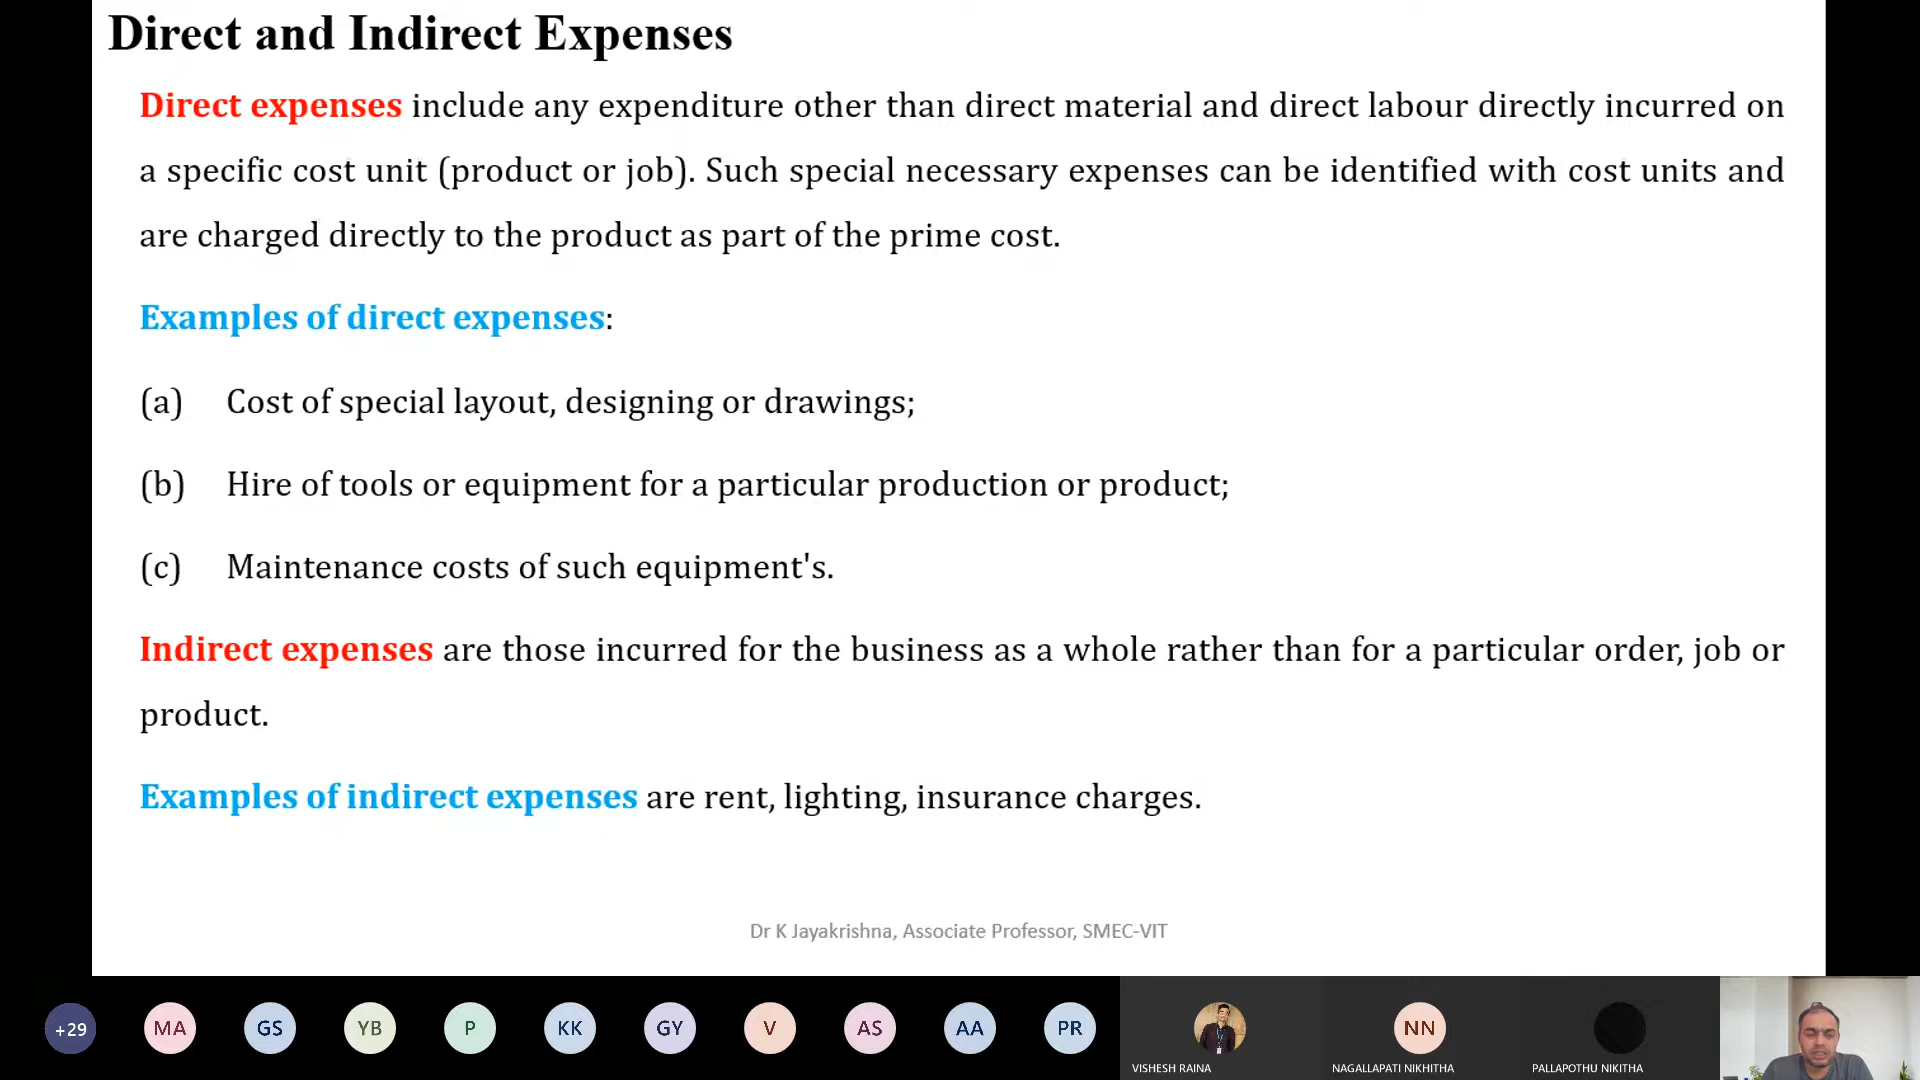 Direct and Indirect Expenses
Direct expenses include any expenditure other than direct material and direct labour directly incurred on
a specific cost unit (product or job). Such special necessary expenses can be identified with cost units and
are charged directly to the product as part of the prime cost.
Examples of direct expenses:
(a) Cost of special layout, designing or drawings;
(b) Hire of tools or equipment for a particular production or product;
(c) Maintenance costs of such equipment's.
Indirect expenses are those incurred for the business as a whole rather than for a particular order, job or
product.
Examples of indirect expenses are rent, lighting, insurance charges.
Dr K Jayakrishna, Associate Professor, SMEC-VIT
+29 MA GS YB P KK GY V AS AA PR NN
VISHESH RAINA NAGALLAPATI NIKHITHA PALLAPOTHU NIKITHA